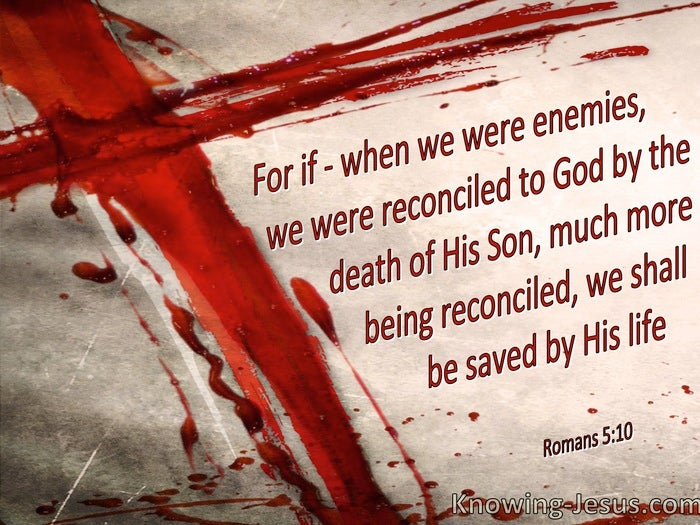 For if - when we were enemies,
we were reconciled to God by the
death of His Son, much more
being reconciled, we shall
be saved by His life
Romans 5:10
Knowing-Jesus.com